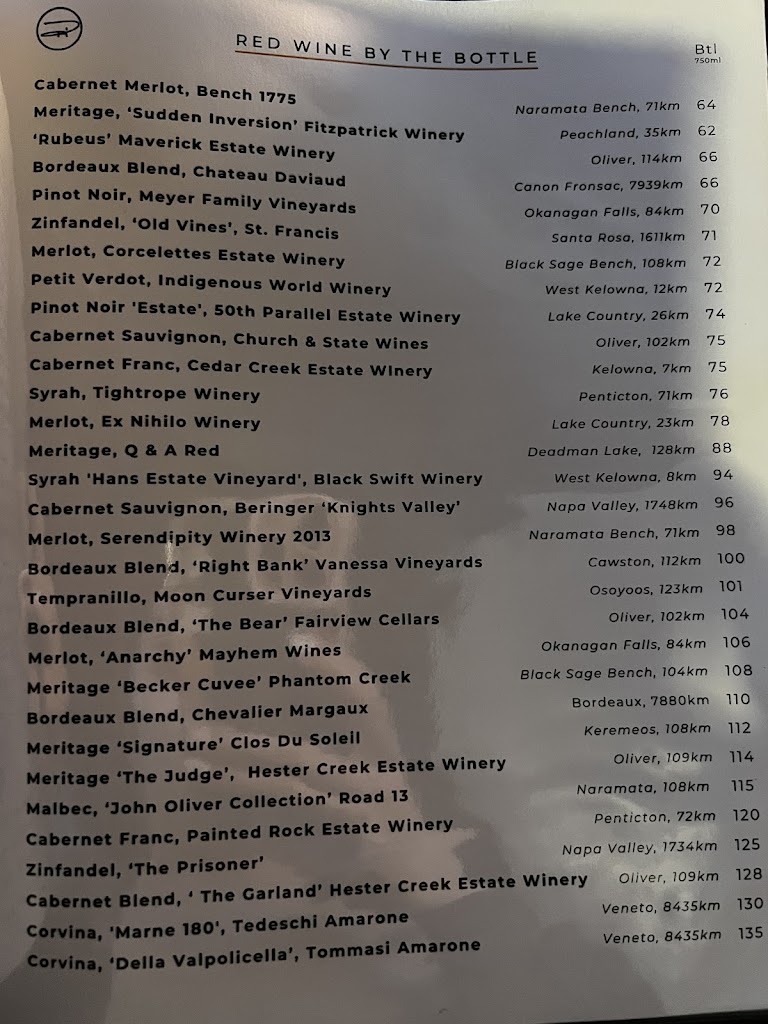 RED WINE BY THE BOTTLE Btl
750ml
Cabernet Merlot, Bench 1775 Naramata Bench, 71km 64
Meritage, ‘Sudden Inversion’ Fitzpatrick Winery Peachland, 35km 62
‘Rubeus’ Maverick Estate Winery Oliver, 114km 66
Bordeaux Blend, Chateau Daviaud Canon Fronsac, 7939km 66
Pinot Noir, Meyer Family Vineyards Okanagan Falls, 84km 70
Zinfandel, ‘Old Vines’, St. Francis Santa Rosa, 1611km 71
Merlot, Corcelettes Estate Winery Black Sage Bench, 108km 72
Petit Verdot, Indigenous World Winery West Kelowna, 12km 72
Pinot Noir 'Estate', 50th Parallel Estate Winery Lake Country, 26km 74
Cabernet Sauvignon, Church & State Wines Oliver, 102km 75
Cabernet Franc, Cedar Creek Estate WInery Kelowna, 7km 75
Syrah, Tightrope Winery Penticton, 71km 76
Merlot, Ex Nihilo Winery Lake Country, 23km 78
Meritage, Q & A Red Deadman Lake, 128km 88
Syrah 'Hans Estate Vineyard', Black Swift Winery West Kelowna, 8km 94
Cabernet Sauvignon, Beringer ‘Knights Valley’ Napa Valley, 1748km 96
Merlot, Serendipity Winery 2013 Naramata Bench, 71km 98
Bordeaux Blend, ‘Right Bank’ Vanessa Vineyards Cawston, 112km 100
Tempranillo, Moon Curser Vineyards Osoyoos, 123km 101
Bordeaux Blend, ‘The Bear’ Fairview Cellars Oliver, 102km 104
Merlot, ‘Anarchy’ Mayhem Wines Okanagan Falls, 84km 106
Meritage ‘Becker Cuvee’ Phantom Creek Black Sage Bench, 104km 108
Bordeaux Blend, Chevalier Margaux Bordeaux, 7880km 110
Meritage ‘Signature’ Clos Du Soleil Keremeos, 108km 112
Meritage ‘The Judge’, Hester Creek Estate Winery Oliver, 109km 114
Malbec, ‘John Oliver Collection’ Road 13 Naramata, 108km 115
Cabernet Franc, Painted Rock Estate Winery Penticton, 72km 120
Zinfandel, ‘The Prisoner’ Napa Valley, 1734km 125
Cabernet Blend, ‘ The Garland’ Hester Creek Estate Winery Oliver, 109km 128
Corvina, 'Marne 180', Tedeschi Amarone Veneto, 8435km 130
Corvina, ‘Della Valpolicella’, Tommasi Amarone Veneto, 8435km 135